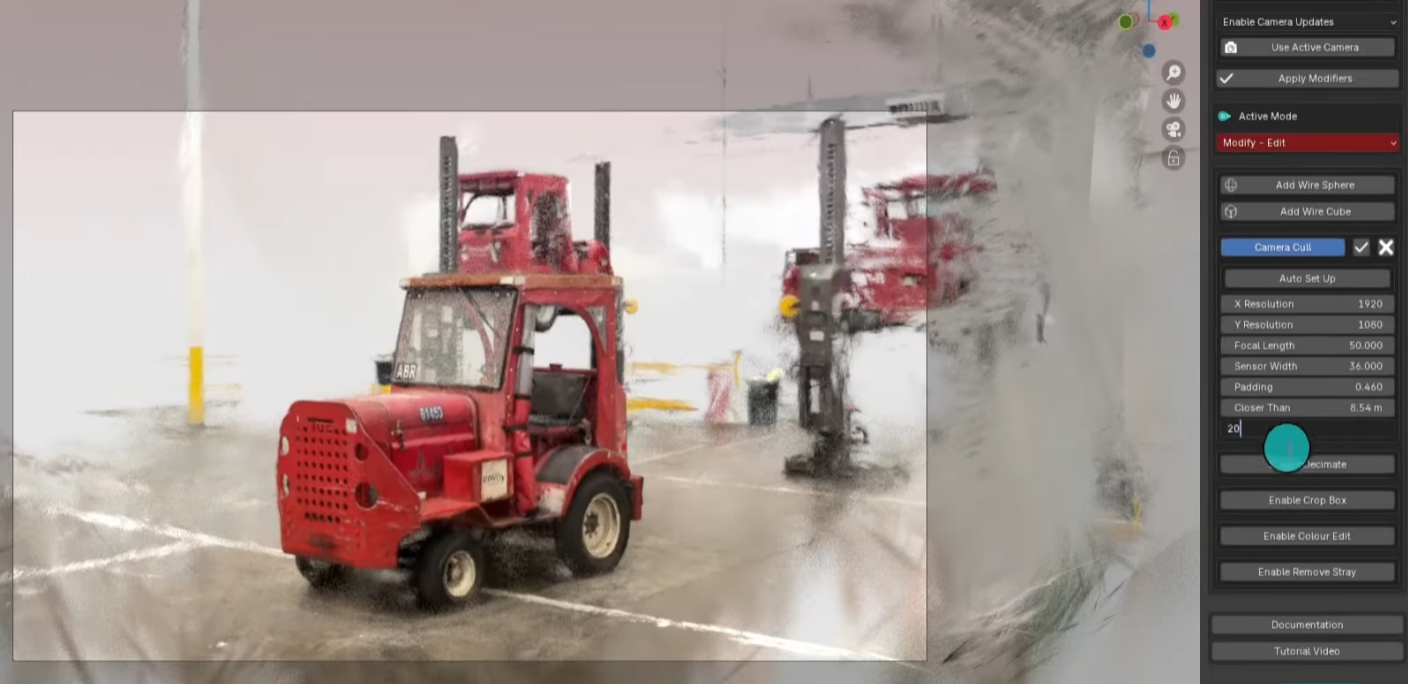 Enable Camera Updates
Use Active Camera
Apply Modifiers
Active Mode
Modify - Edit
Add Wire Sphere
Add Wire Cube
Camera Cull
Auto Set Up
X Resolution 1920
Y Resolution 1080
Focal Length 50.000
Sensor Width 36.000
Padding 0.460
Closer Than 8.54 m
20
Decimate
Enable Crop Box
Enable Colour Edit
Enable Remove Stray
Documentation
Tutorial Video
X
ABR
81453